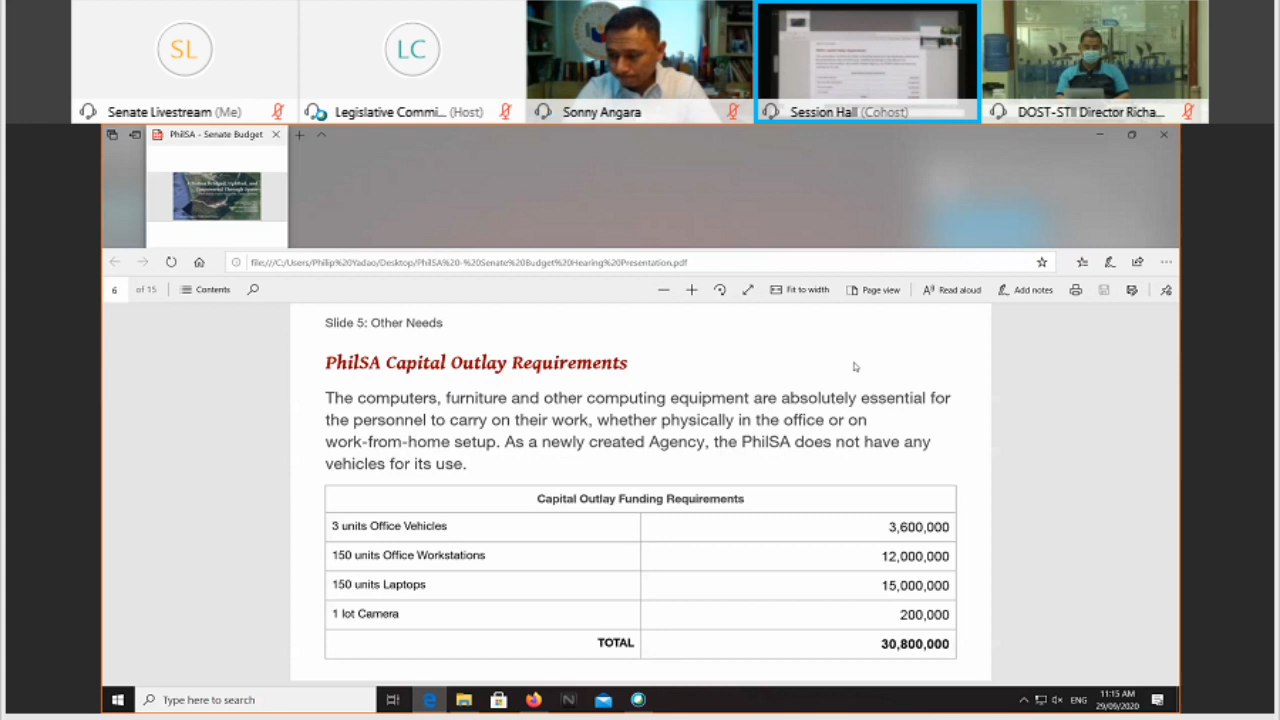 SL
LC
Senate Livestream (Me)
Legislative Commi... (Host)
Sonny Angara
Session Hall (Cohost)
DOST-STII Director Richa...
PhilSA - Senate Budget
file:///C:/Users/Philip%20Yadao/Desktop/PhilSA%20-%20Senate%20Budget%20Hearing%20Presentation.pdf
6 of 15 Contents Fit to width Page view Read aloud Add notes
Slide 5: Other Needs
PhilSA Capital Outlay Requirements
The computers, furniture and other computing equipment are absolutely essential for
the personnel to carry on their work, whether physically in the office or on
work-from-home setup. As a newly created Agency, the PhilSA does not have any
vehicles for its use.
Capital Outlay Funding Requirements
3 units Office Vehicles 3,600,000
150 units Office Workstations 12,000,000
150 units Laptops 15,000,000
1 lot Camera 200,000
TOTAL 30,800,000
Type here to search
ENG
11:15 AM
29/09/2020